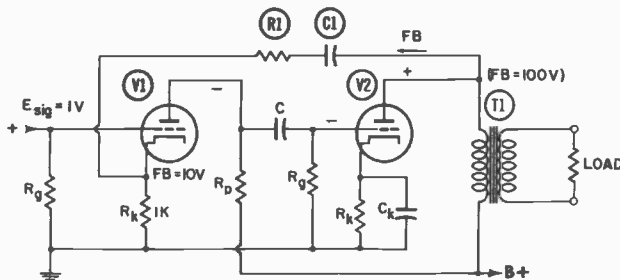 R1 C1 FB
V1 V2 (FB=100V)
T1
− +
Esig = 1V
+ C −
FB=10V
Rg Rk 1K Rp Rg Rk Ck LOAD
B+